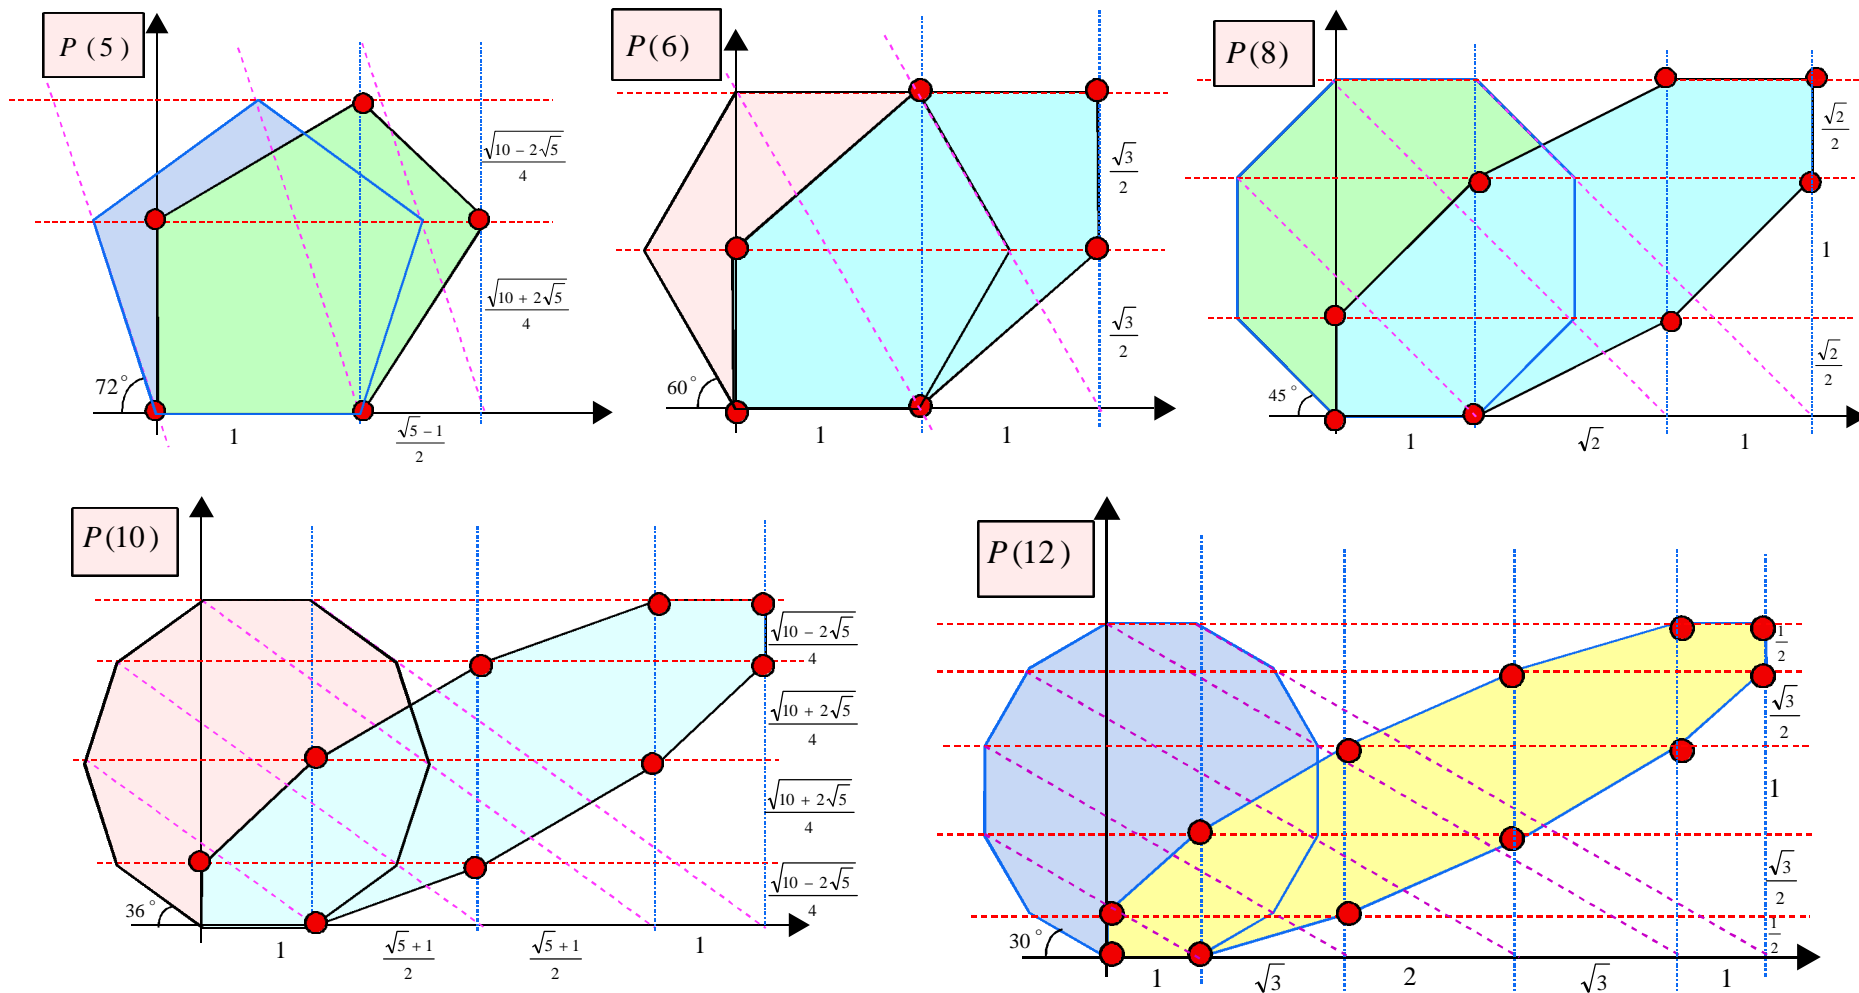 P(5)
√(10 − 2√5)/4
√(10 + 2√5)/4
72°
1
(√5 − 1)/2
P(6)
√3/2
√3/2
60°
1
1
P(8)
√2/2
1
√2/2
45°
1
√2
1
P(10)
√(10 − 2√5)/4
√(10 + 2√5)/4
√(10 + 2√5)/4
√(10 − 2√5)/4
36°
1
(√5 + 1)/2
(√5 + 1)/2
1
P(12)
1/2
√3/2
1
√3/2
1/2
30°
1
√3
2
√3
1